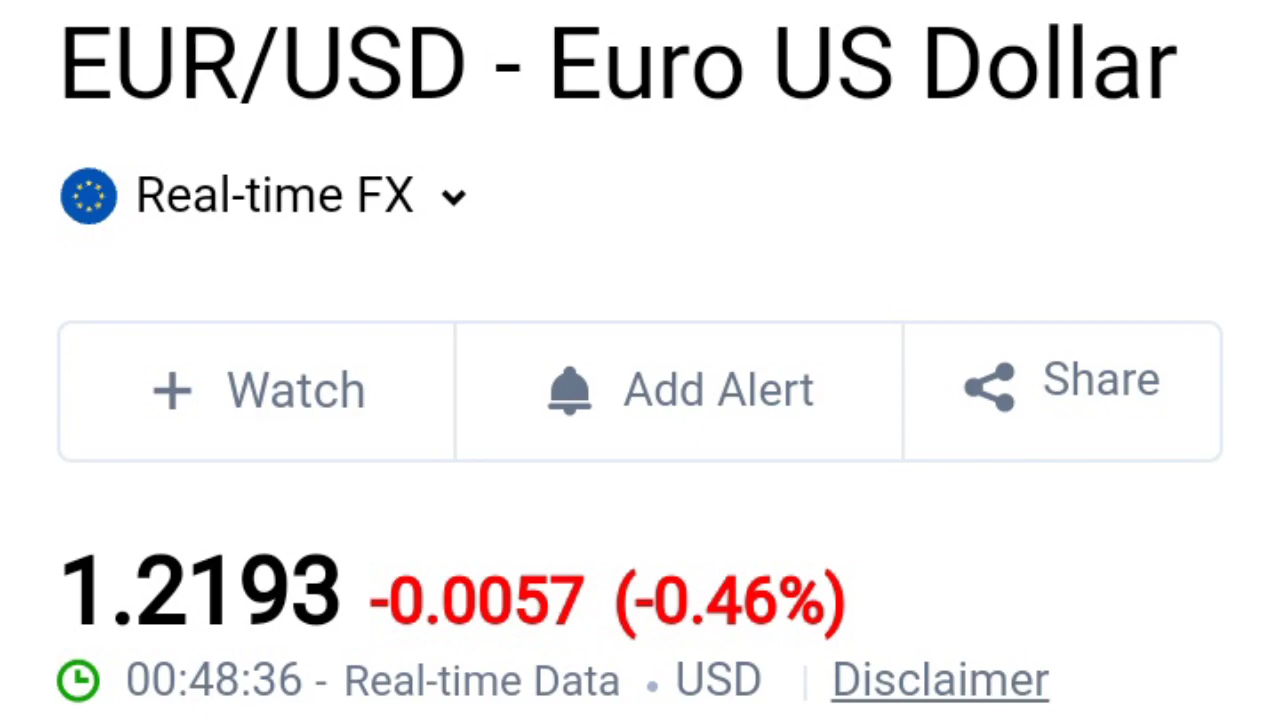 EUR/USD - Euro US Dollar
Real-time FX
Watch Add Alert Share
1.2193 -0.0057 (-0.46%)
00:48:36 - Real-time Data • USD | Disclaimer